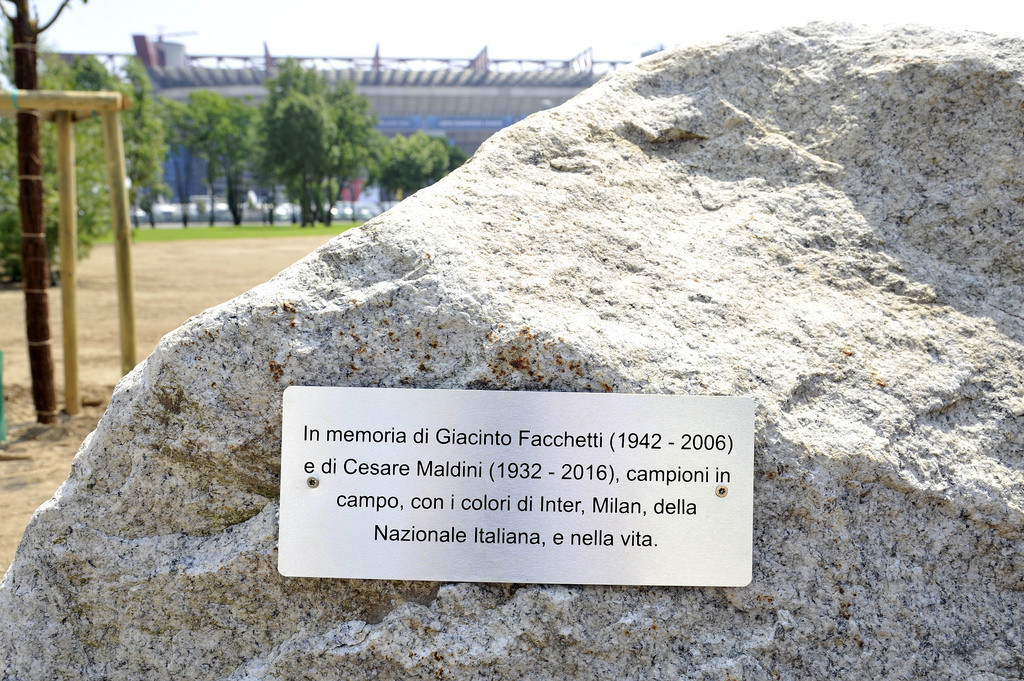 In memoria di Giacinto Facchetti (1942 - 2006)
e di Cesare Maldini (1932 - 2016), campioni in
campo, con i colori di Inter, Milan, della
Nazionale Italiana, e nella vita.